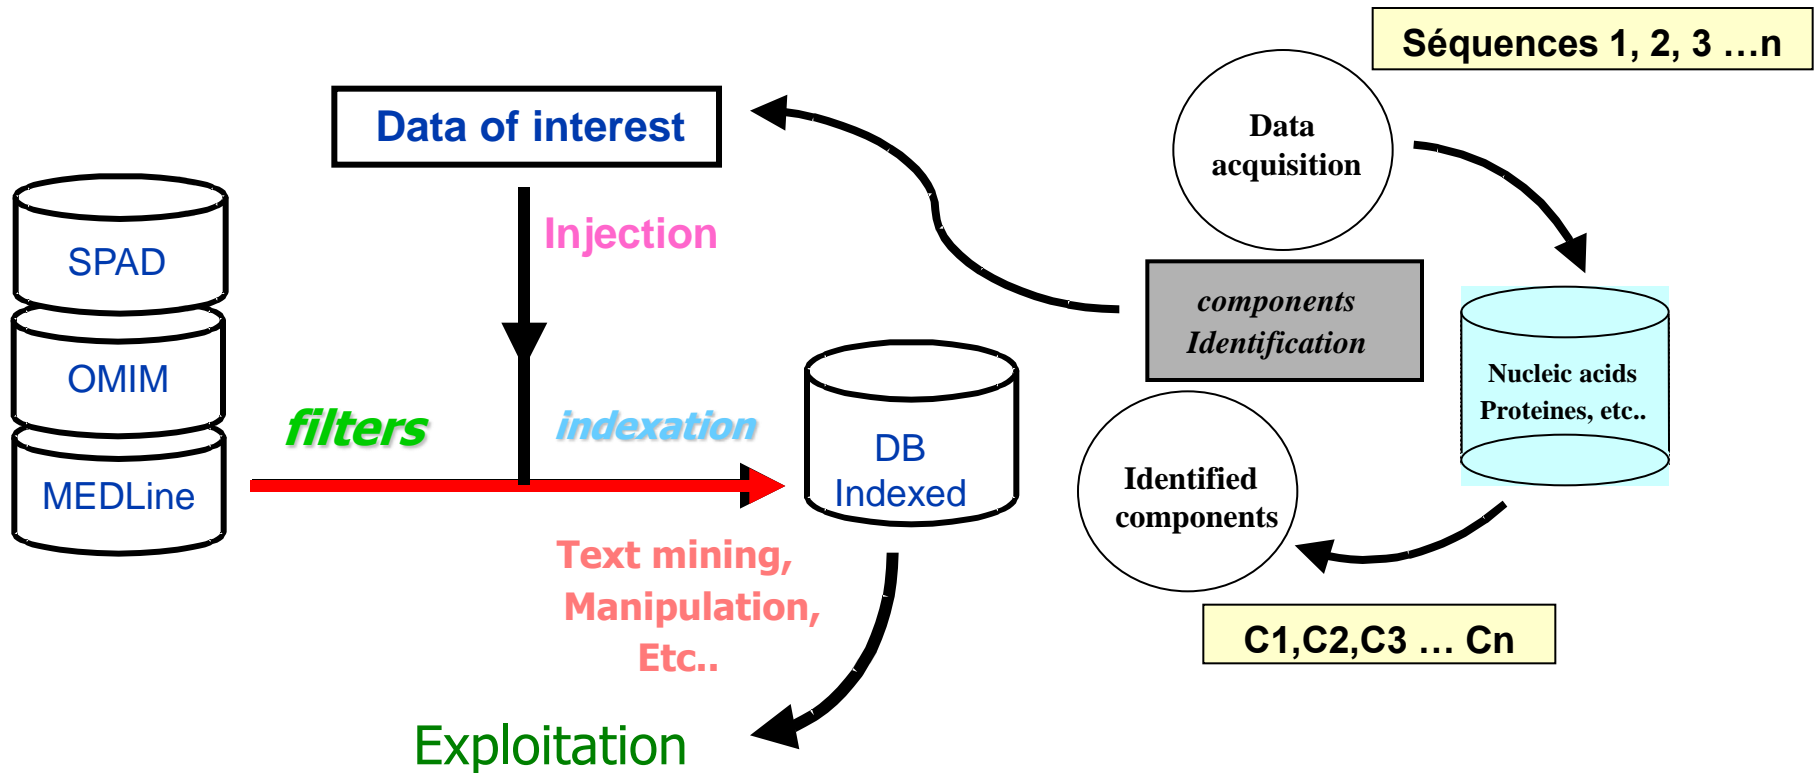 Séquences 1, 2, 3 …n
Data of interest
Data
acquisition
Injection
SPAD
components
Identification
OMIM
Nucleic acids
Proteines, etc..
filters
indexation
DB
Indexed
MEDLine
Identified
components
Text mining,
Manipulation,
Etc..
C1,C2,C3 … Cn
Exploitation